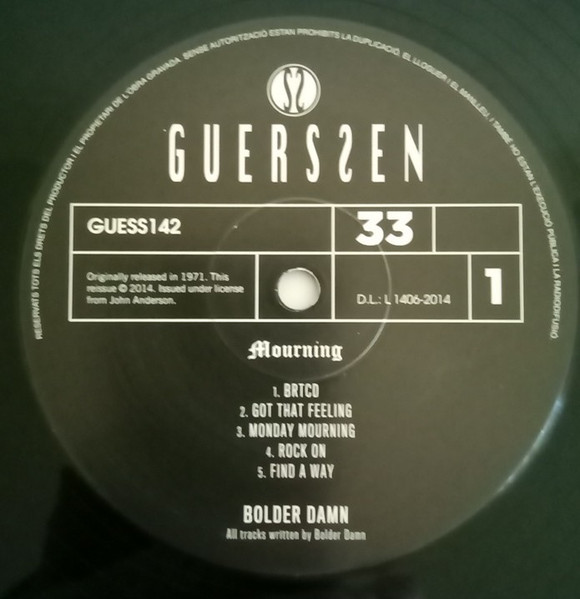 RESERVATS TOTS ELS DRETS DEL PRODUCTOR I EL PROPIETARI DE L'OBRA GRAVADA. SENSE AUTORITZACIÓ ESTAN PROHIBITS LA DUPLICACIÓ, EL LLOGUER I EL MANLLEU, I TAMBÉ HO ESTAN L'EXECUCIÓ PÚBLICA I LA RADIODIFUSIÓ
GUERSSEN
GUESS142
33
Originally released in 1971. This
reissue © 2014. Issued under license
from John Anderson.
D.L.: L 1406-2014
1
Mourning
1. BRTCD
2. GOT THAT FEELING
3. MONDAY MOURNING
4. ROCK ON
5. FIND A WAY
BOLDER DAMN
All tracks written by Bolder Damn